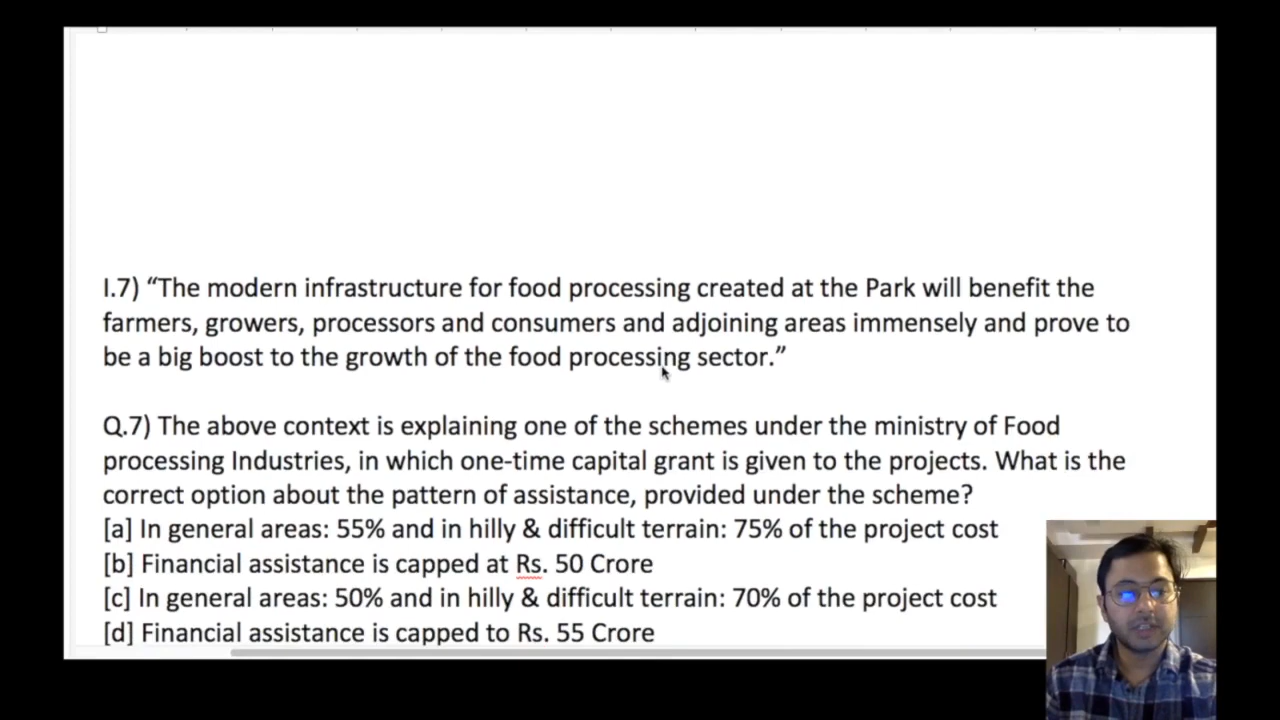 I.7) “The modern infrastructure for food processing created at the Park will benefit the
farmers, growers, processors and consumers and adjoining areas immensely and prove to
be a big boost to the growth of the food processing sector.”
Q.7) The above context is explaining one of the schemes under the ministry of Food
processing Industries, in which one-time capital grant is given to the projects. What is the
correct option about the pattern of assistance, provided under the scheme?
[a] In general areas: 55% and in hilly & difficult terrain: 75% of the project cost
[b] Financial assistance is capped at Rs. 50 Crore
[c] In general areas: 50% and in hilly & difficult terrain: 70% of the project cost
[d] Financial assistance is capped to Rs. 55 Crore